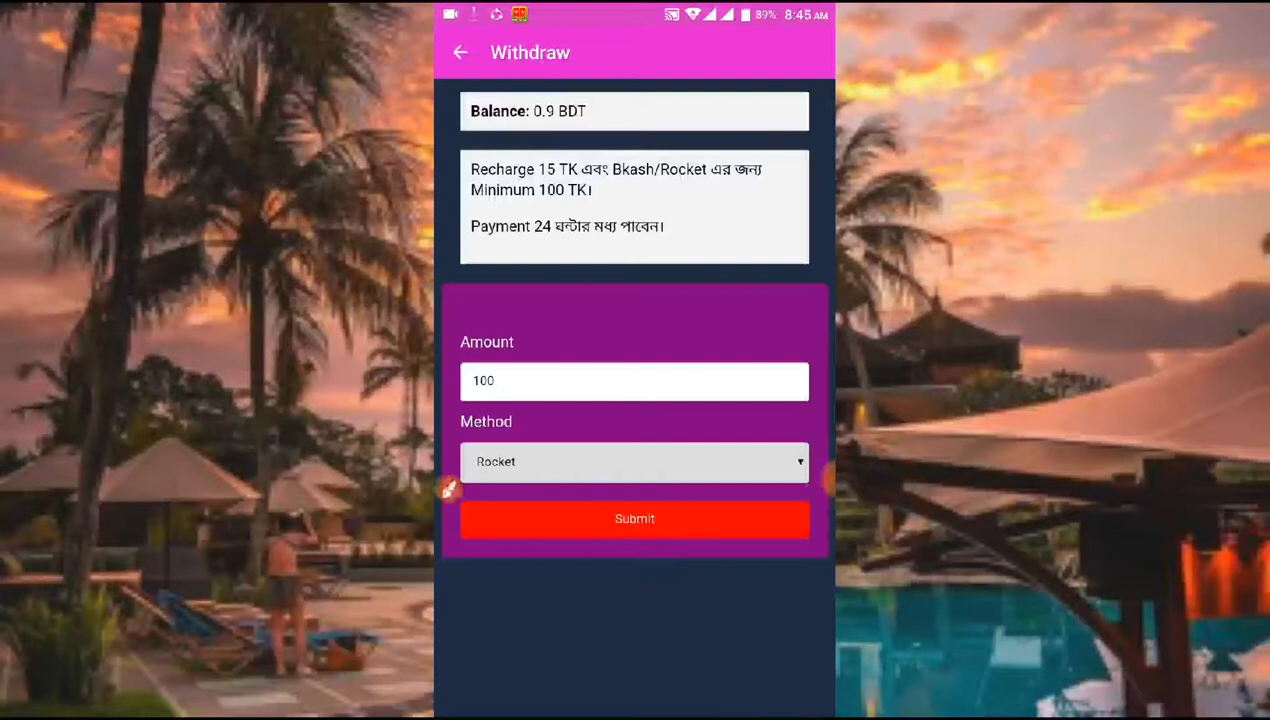 89% 8:45 AM
Withdraw
Balance: 0.9 BDT
Recharge 15 TK এবং Bkash/Rocket এর জন্য
Minimum 100 TK।
Payment 24 ঘন্টার মধ্য পাবেন।
Amount
100
Method
Rocket
Submit